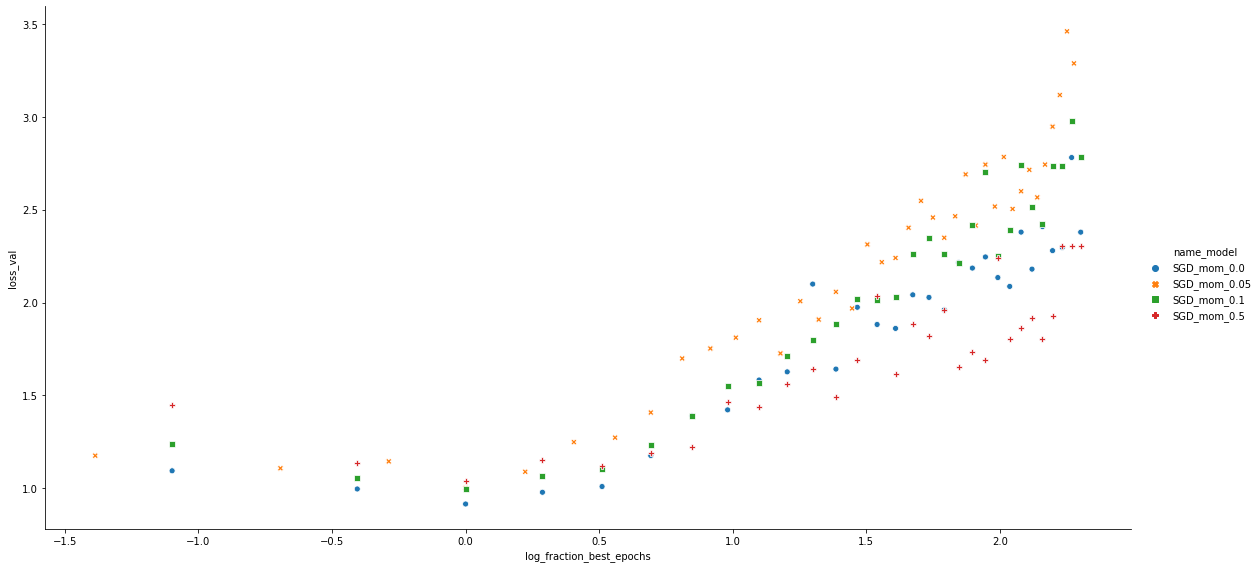 3.5
3.0
2.5
2.0
1.5
1.0
loss_val
−1.5 −1.0 −0.5 0.0 0.5 1.0 1.5 2.0
log_fraction_best_epochs
name_model
SGD_mom_0.0
SGD_mom_0.05
SGD_mom_0.1
SGD_mom_0.5